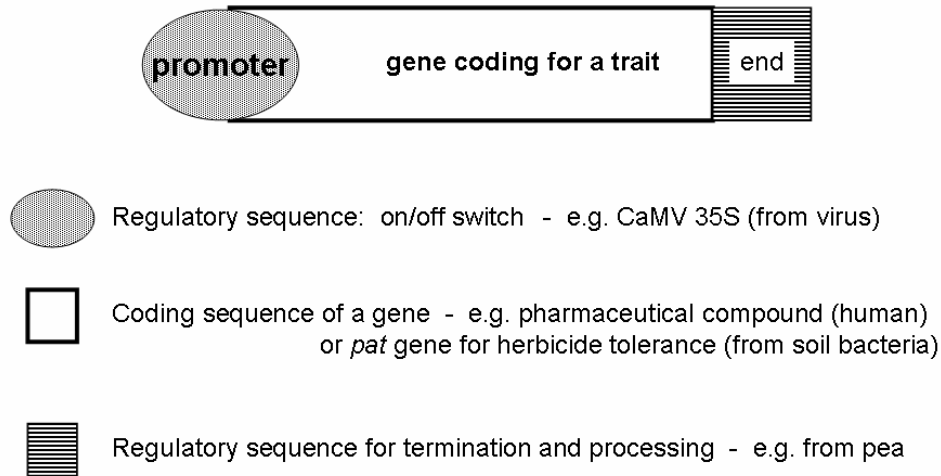 promoter gene coding for a trait end
Regulatory sequence: on/off switch - e.g. CaMV 35S (from virus)
Coding sequence of a gene - e.g. pharmaceutical compound (human)
or pat gene for herbicide tolerance (from soil bacteria)
Regulatory sequence for termination and processing - e.g. from pea